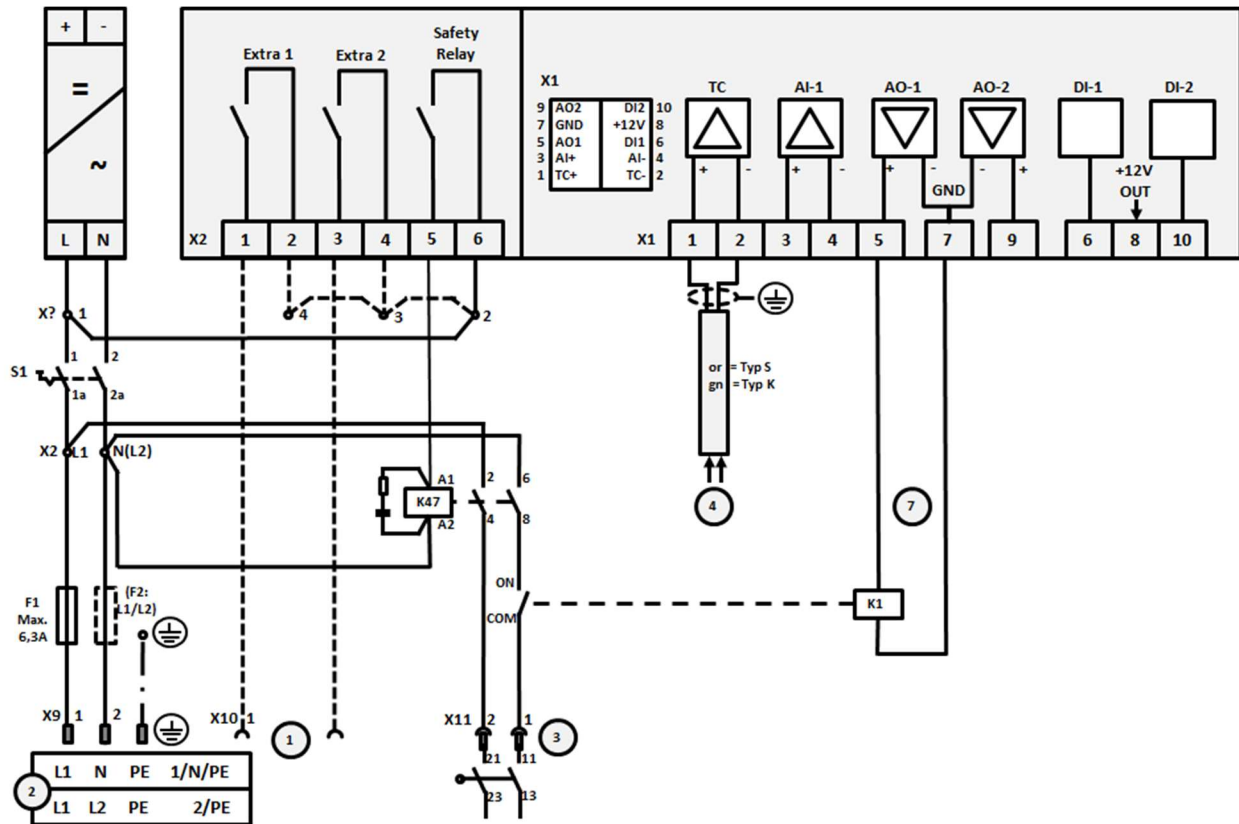 + -
=
~
L N
Extra 1 Extra 2 Safety
Relay
X2 1 2 3 4 5 6
X1
9 AO2 DI2 10
7 GND +12V 8
5 AO1 DI1 6
3 AI+ AI- 4
1 TC+ TC- 2
TC AI-1 AO-1 AO-2 DI-1 DI-2
+ - + - + - - +
GND
+12V
OUT
X1 1 2 3 4 5 7 9 6 8 10
X? 1 4 3 2
1 2
S1
1a 2a
or = Typ S
gn = Typ K
X2 L1 N(L2)
A1 2 6
K47
A2 4 8
4 7
F1
Max.
6,3A
(F2:
L1/L2)
ON
COM
K1
X9 1 2
X10 1
1
X11 2 1
3
21 11
23 13
2
L1 N PE 1/N/PE
L1 L2 PE 2/PE